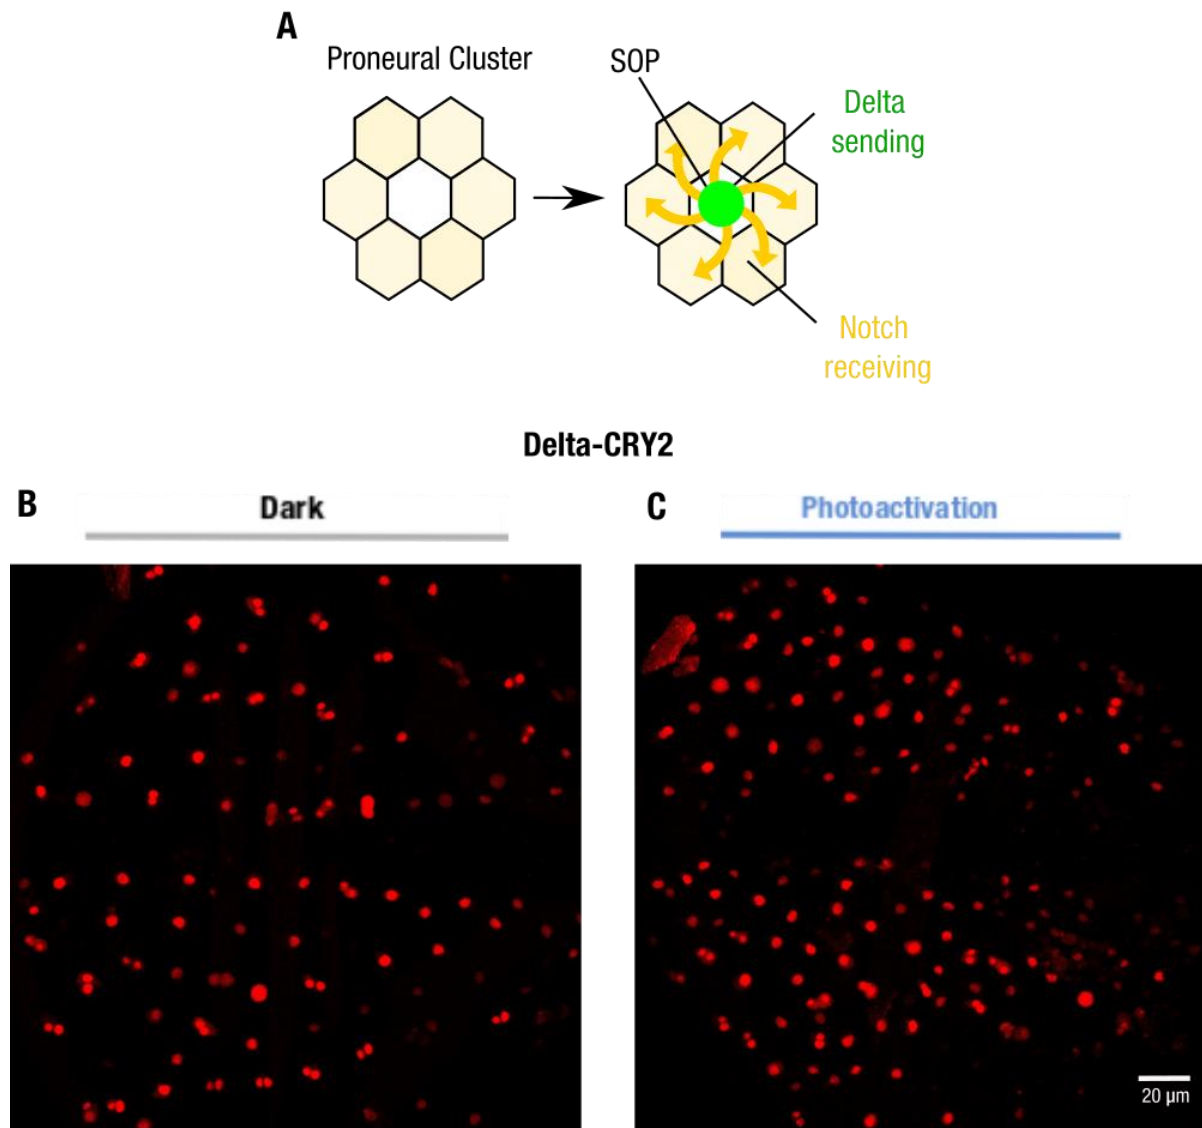 A
Proneural Cluster
SOP
Delta
sending
Notch
receiving
Delta-CRY2
B
Dark
C
Photoactivation
20 µm